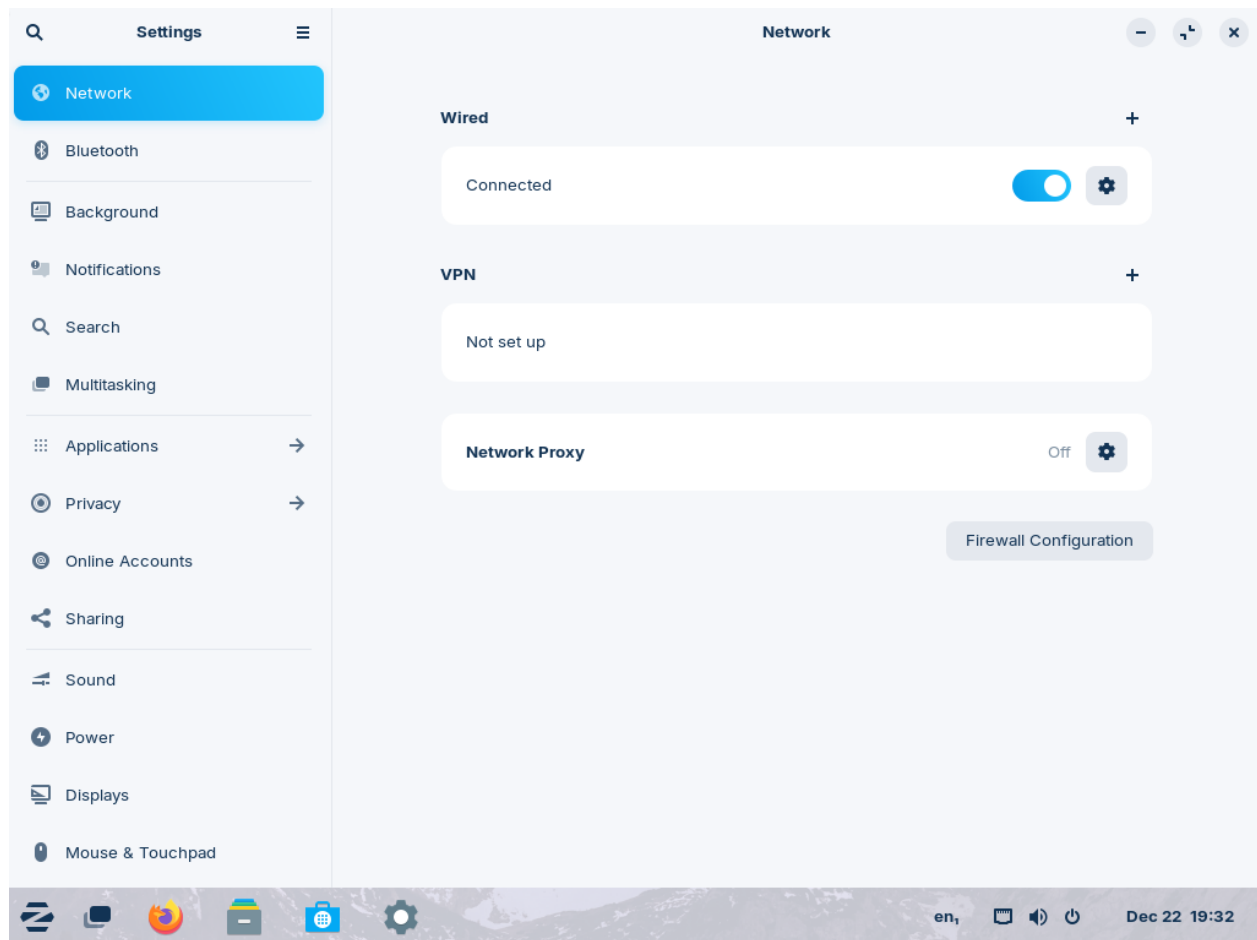 Settings
Network
Network
Bluetooth
Background
Notifications
Search
Multitasking
Applications
Privacy
Online Accounts
Sharing
Sound
Power
Displays
Mouse & Touchpad
Wired
Connected
VPN
Not set up
Network Proxy
Off
Firewall Configuration
en₁
Dec 22 19:32